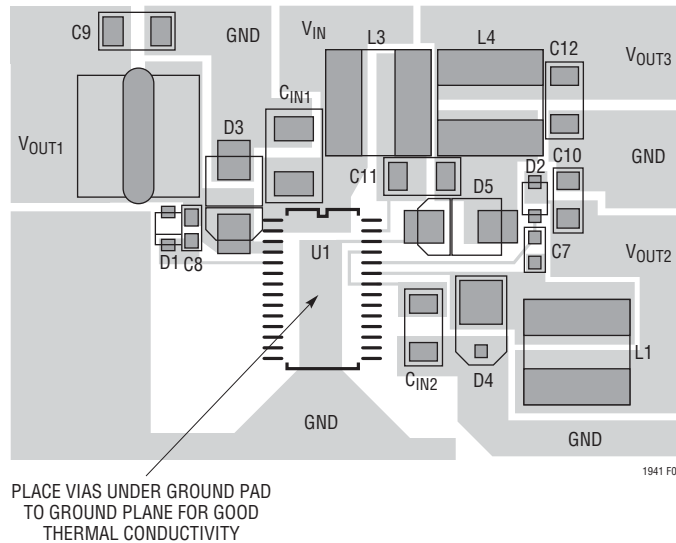 C9
GND
VIN
L3
L4
C12
VOUT3
CIN1
D3
VOUT1
GND
C11
D2
C10
D5
D1
C8
U1
C7
VOUT2
CIN2
D4
L1
GND
GND
1941 F0
PLACE VIAS UNDER GROUND PAD
TO GROUND PLANE FOR GOOD
THERMAL CONDUCTIVITY